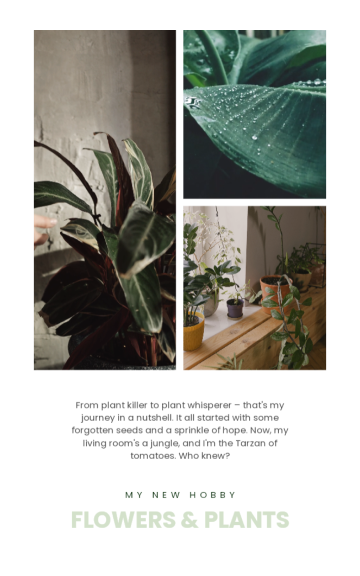 From plant killer to plant whisperer – that's my
journey in a nutshell. It all started with some
forgotten seeds and a sprinkle of hope. Now, my
living room's a jungle, and I'm the Tarzan of
tomatoes. Who knew?
MY NEW HOBBY
FLOWERS & PLANTS